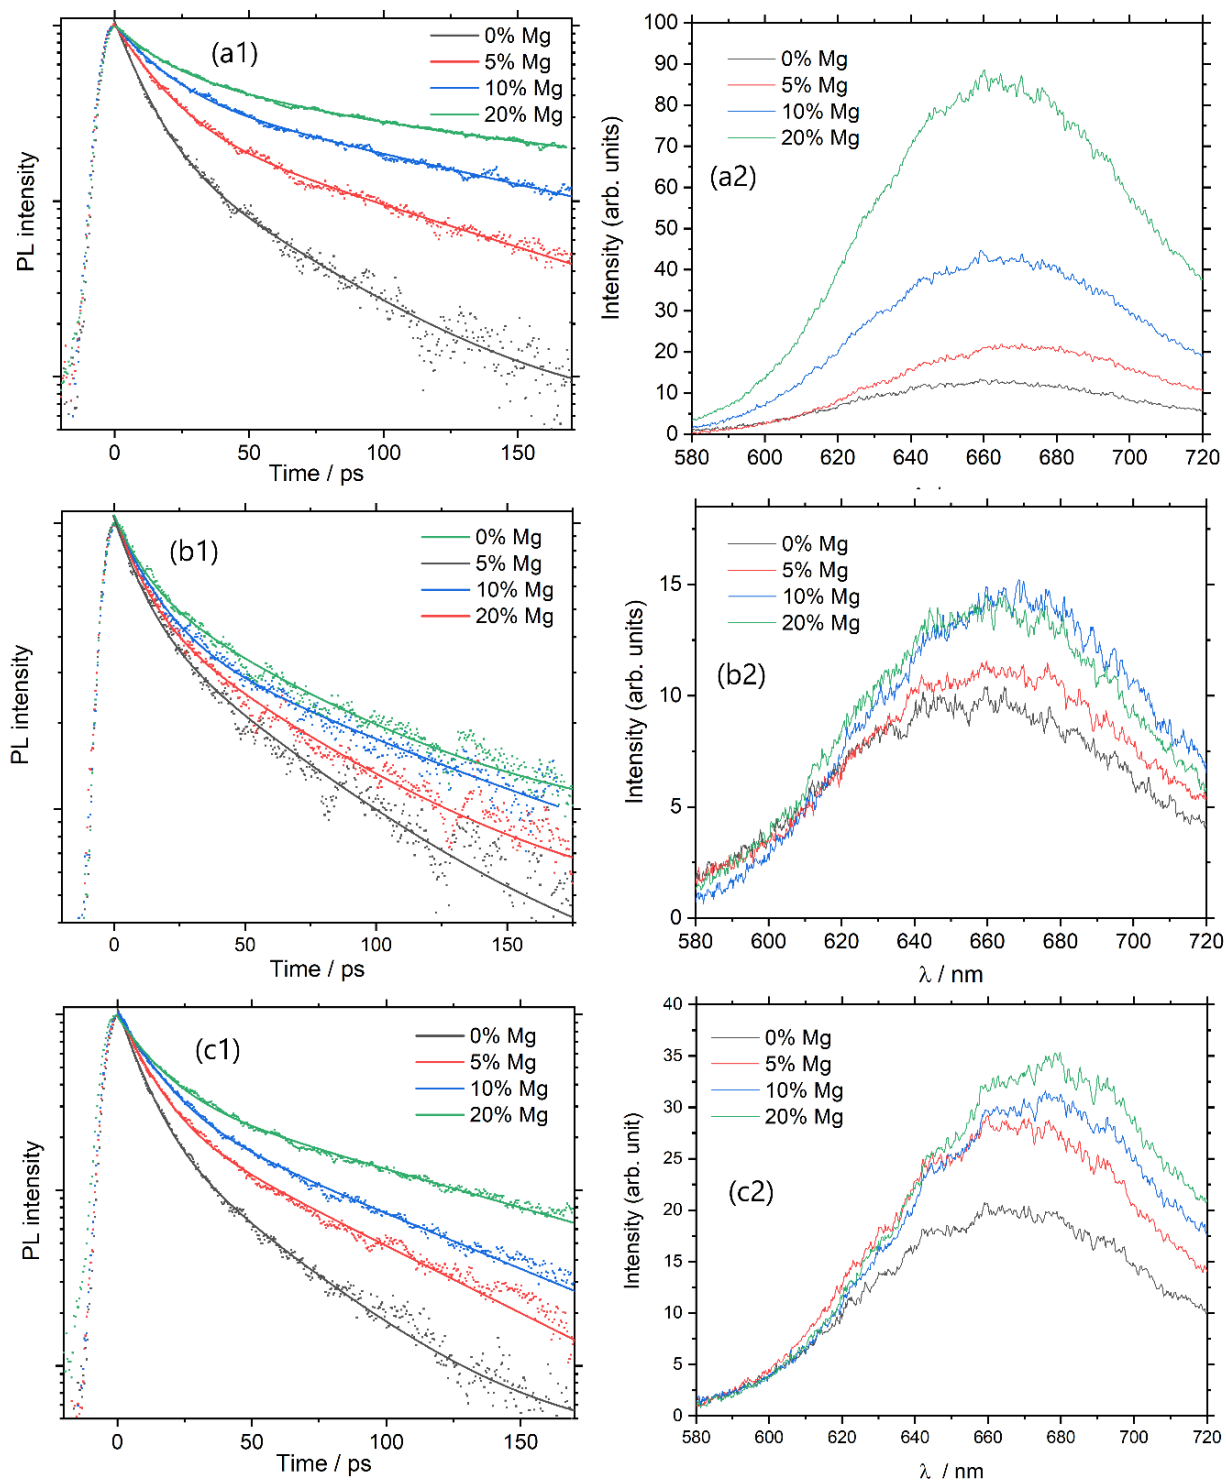 (a1)
0% Mg
5% Mg
10% Mg
20% Mg
PL intensity
0
50
100
150
Time / ps
(a2)
0% Mg
5% Mg
10% Mg
20% Mg
Intensity (arb. units)
100
90
80
70
60
50
40
30
20
10
0
580 600 620 640 660 680 700 720
(b1)
0% Mg
5% Mg
10% Mg
20% Mg
PL intensity
0 50 100 150
Time / ps
(b2)
0% Mg
5% Mg
10% Mg
20% Mg
Intensity (arb. units)
15
10
5
0
580 600 620 640 660 680 700 720
λ / nm
(c1)
0% Mg
5% Mg
10% Mg
20% Mg
PL intensity
0 50 100 150
Time / ps
(c2)
0% Mg
5% Mg
10% Mg
20% Mg
Intensity (arb. unit)
40
35
30
25
20
15
10
5
0
580 600 620 640 660 680 700 720
λ / nm